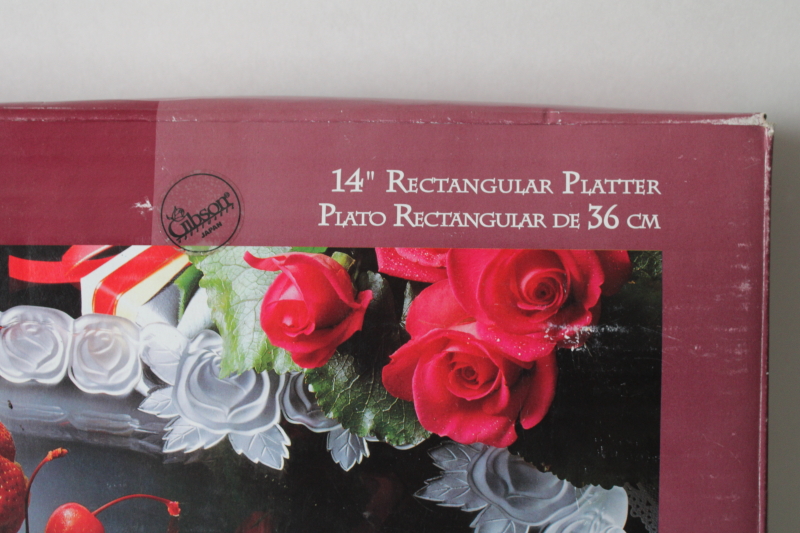 14" Rectangular Platter
Plato Rectangular de 36 cm
Gibson®
JAPAN